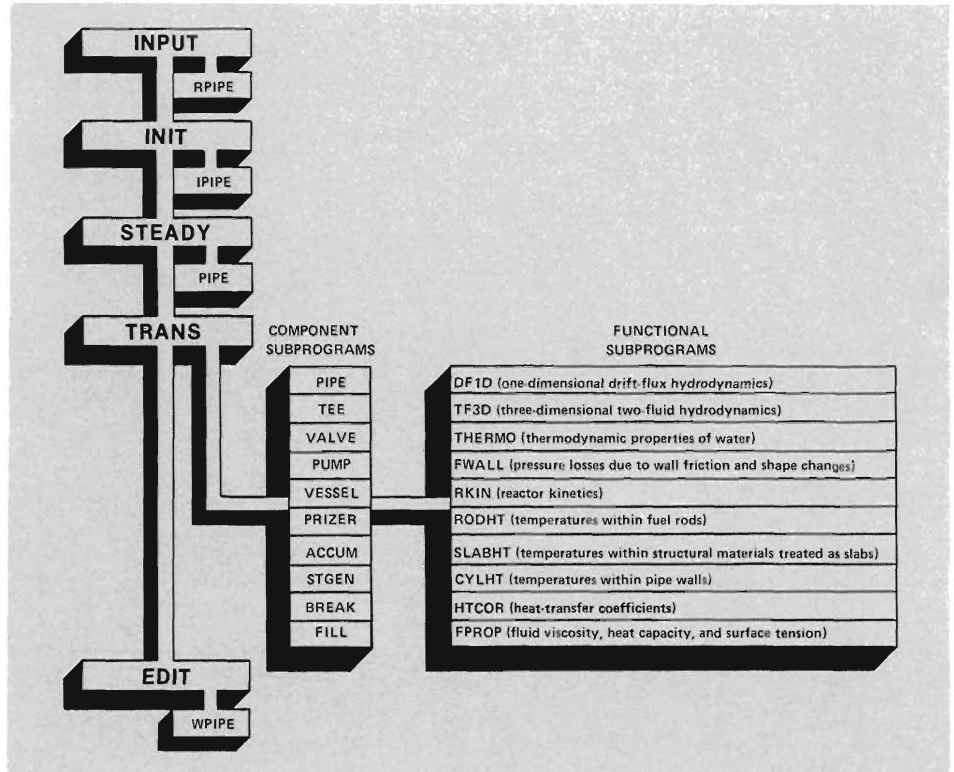 INPUT
RPIPE
INIT
IPIPE
STEADY
PIPE
TRANS
COMPONENT
SUBPROGRAMS
PIPE
TEE
VALVE
PUMP
VESSEL
PRIZER
ACCUM
STGEN
BREAK
FILL
FUNCTIONAL
SUBPROGRAMS
DF1D (one-dimensional drift-flux hydrodynamics)
TF3D (three-dimensional two-fluid hydrodynamics)
THERMO (thermodynamic properties of water)
FWALL (pressure losses due to wall friction and shape changes)
RKIN (reactor kinetics)
RODHT (temperatures within fuel rods)
SLABHT (temperatures within structural materials treated as slabs)
CYLHT (temperatures within pipe walls)
HTCOR (heat-transfer coefficients)
FPROP (fluid viscosity, heat capacity, and surface tension)
EDIT
WPIPE